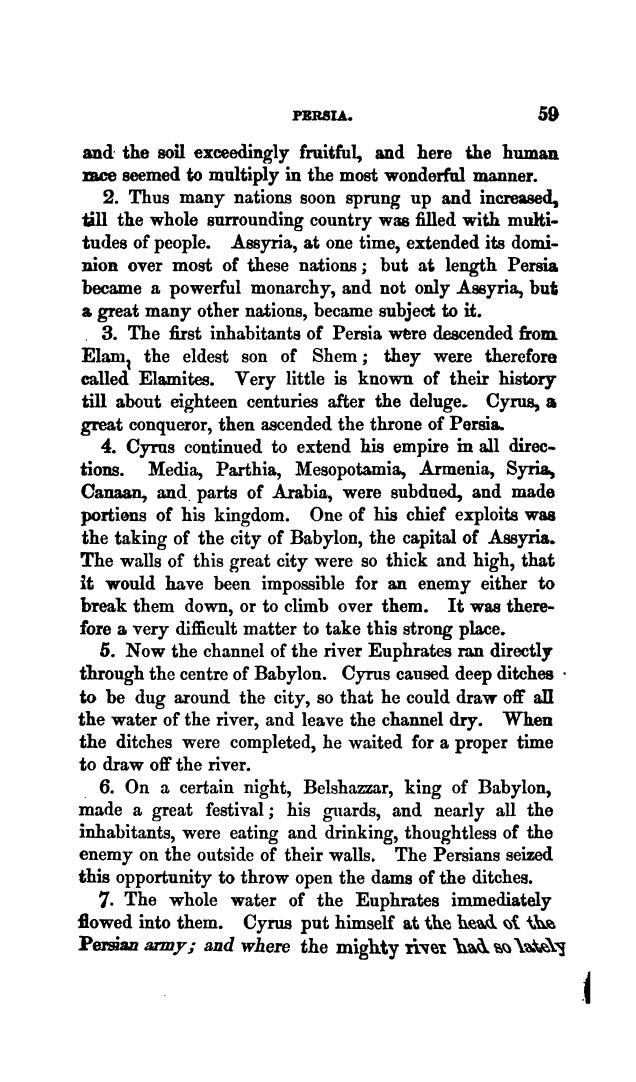 PERSIA. 59
and the soil exceedingly fruitful, and here the human
race seemed to multiply in the most wonderful manner.
2. Thus many nations soon sprung up and increased,
till the whole surrounding country was filled with multi-
tudes of people. Assyria, at one time, extended its domi-
nion over most of these nations; but at length Persia
became a powerful monarchy, and not only Assyria, but
a great many other nations, became subject to it.
3. The first inhabitants of Persia were descended from
Elam, the eldest son of Shem; they were therefore
called Elamites. Very little is known of their history
till about eighteen centuries after the deluge. Cyrus, a
great conqueror, then ascended the throne of Persia.
4. Cyrus continued to extend his empire in all direc-
tions. Media, Parthia, Mesopotamia, Armenia, Syria,
Canaan, and parts of Arabia, were subdued, and made
portions of his kingdom. One of his chief exploits was
the taking of the city of Babylon, the capital of Assyria.
The walls of this great city were so thick and high, that
it would have been impossible for an enemy either to
break them down, or to climb over them. It was there-
fore a very difficult matter to take this strong place.
5. Now the channel of the river Euphrates ran directly
through the centre of Babylon. Cyrus caused deep ditches
to be dug around the city, so that he could draw off all
the water of the river, and leave the channel dry. When
the ditches were completed, he waited for a proper time
to draw off the river.
6. On a certain night, Belshazzar, king of Babylon,
made a great festival; his guards, and nearly all the
inhabitants, were eating and drinking, thoughtless of the
enemy on the outside of their walls. The Persians seized
this opportunity to throw open the dams of the ditches.
7. The whole water of the Euphrates immediately
flowed into them. Cyrus put himself at the head of the
Persian army; and where the mighty river had so lately